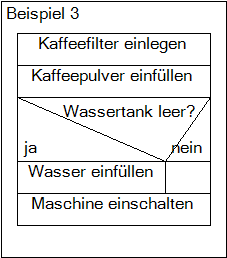 Beispiel 3
Kaffeefilter einlegen
Kaffeepulver einfüllen
Wassertank leer?
ja nein
Wasser einfüllen
Maschine einschalten